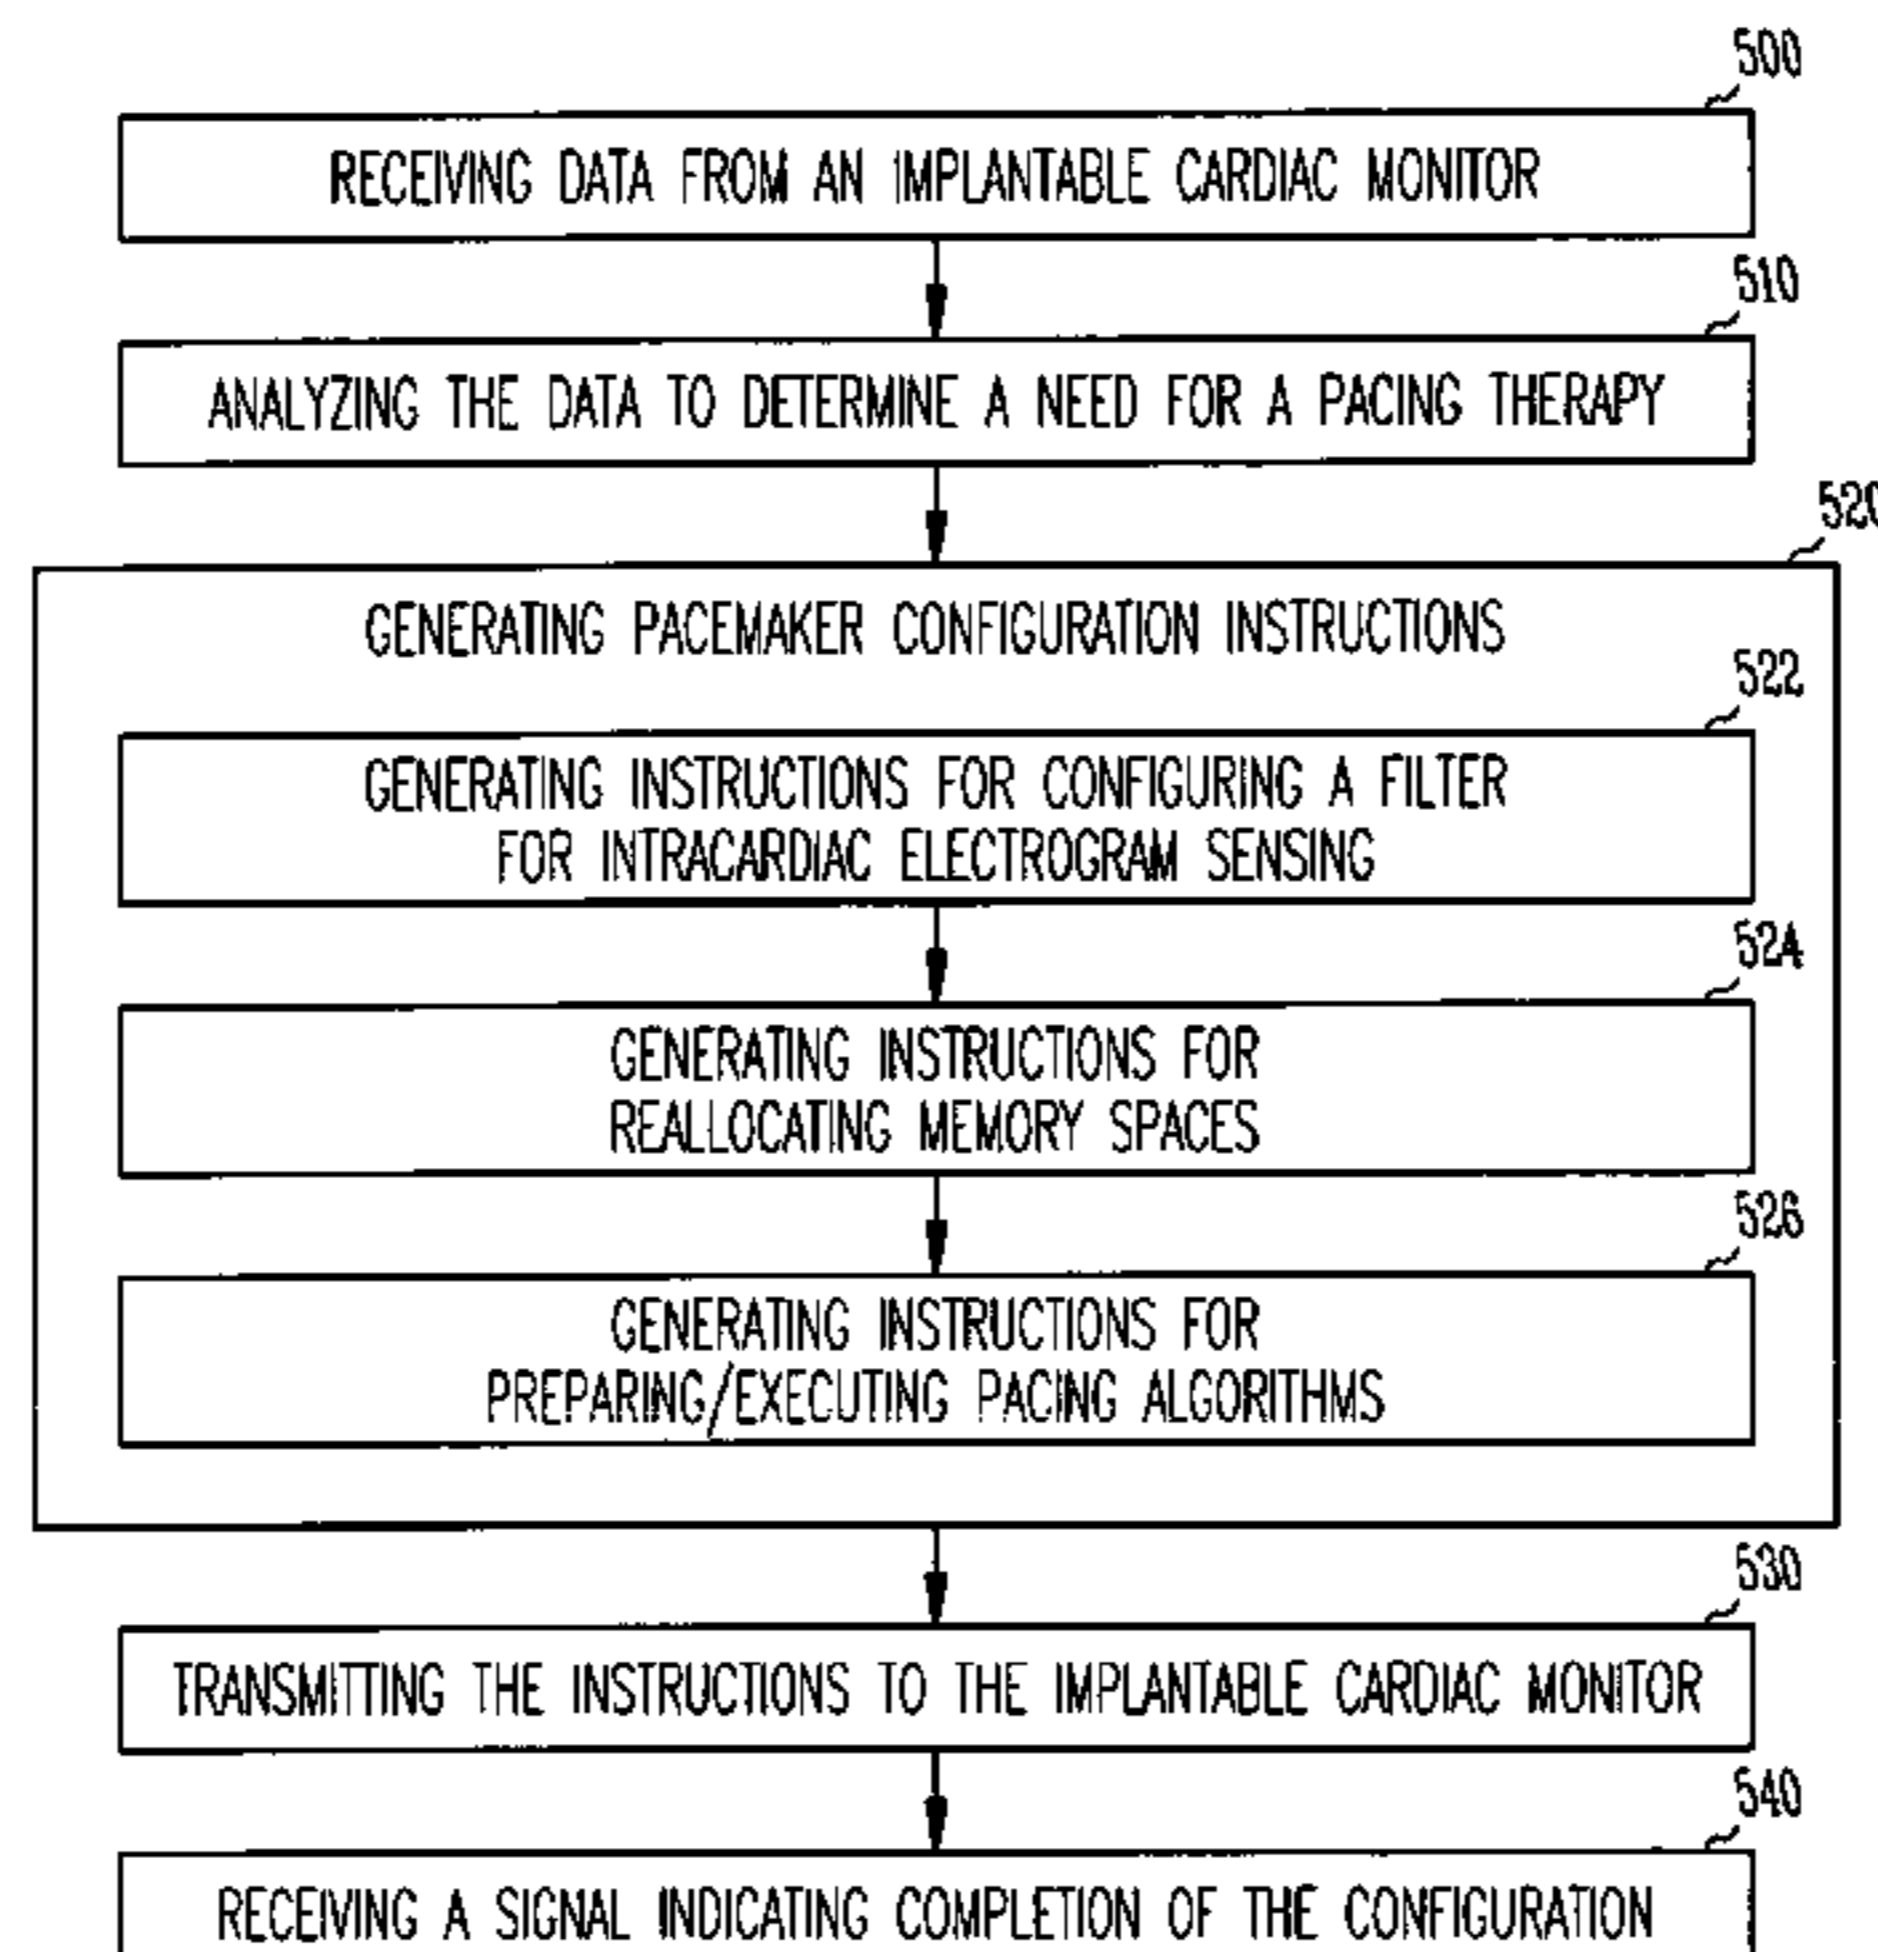 500
RECEIVING DATA FROM AN IMPLANTABLE CARDIAC MONITOR
510
ANALYZING THE DATA TO DETERMINE A NEED FOR A PACING THERAPY
520
GENERATING PACEMAKER CONFIGURATION INSTRUCTIONS
522
GENERATING INSTRUCTIONS FOR CONFIGURING A FILTER
FOR INTRACARDIAC ELECTROGRAM SENSING
524
GENERATING INSTRUCTIONS FOR
REALLOCATING MEMORY SPACES
526
GENERATING INSTRUCTIONS FOR
PREPARING/EXECUTING PACING ALGORITHMS
530
TRANSMITTING THE INSTRUCTIONS TO THE IMPLANTABLE CARDIAC MONITOR
540
RECEIVING A SIGNAL INDICATING COMPLETION OF THE CONFIGURATION